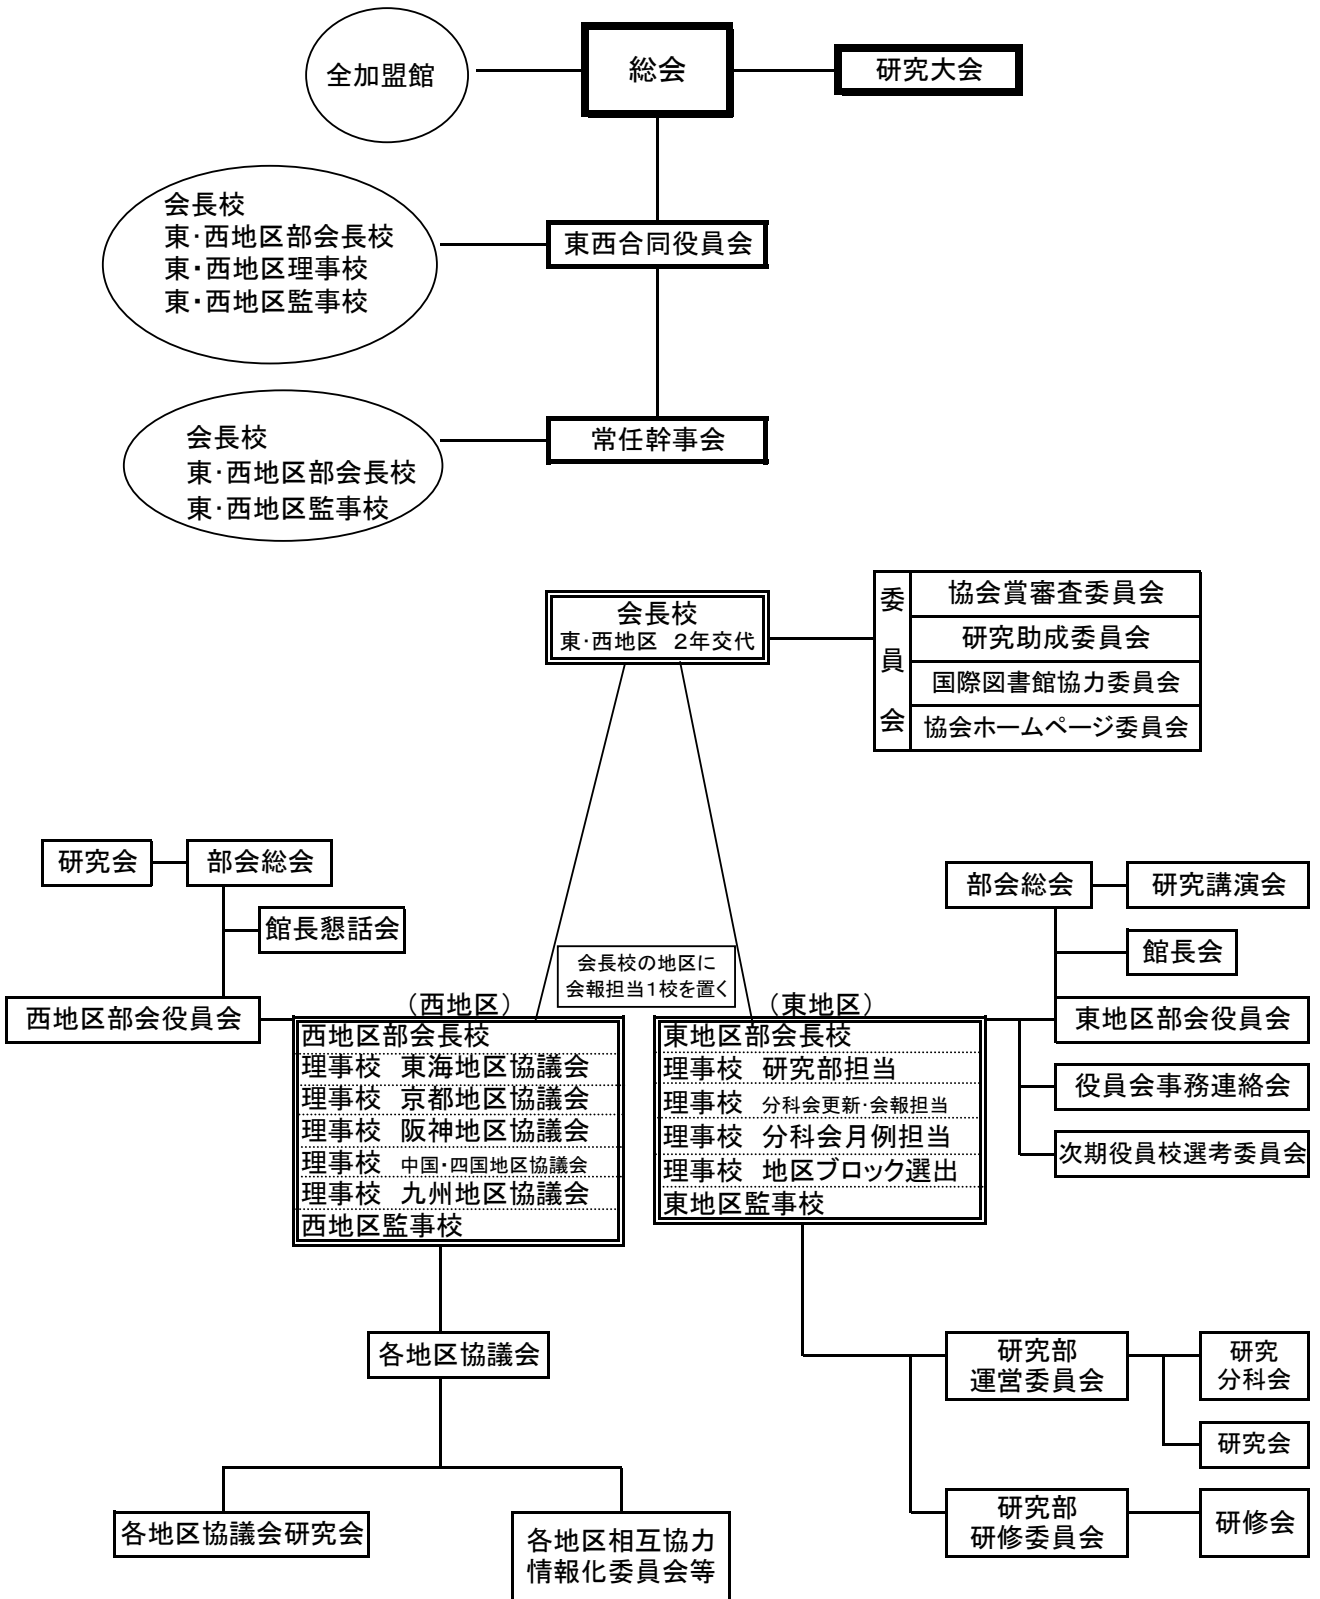 全加盟館
総会
研究大会
会長校
東・西地区部会長校
東・西地区理事校
東・西地区監事校
東西合同役員会
会長校
東・西地区部会長校
東・西地区監事校
常任幹事会
会長校
東・西地区 2年交代
委員会
協会賞審査委員会
研究助成委員会
国際図書館協力委員会
協会ホームページ委員会
研究会
部会総会
館長懇話会
西地区部会役員会
会長校の地区に
会報担当1校を置く
部会総会
研究講演会
館長会
東地区部会役員会
役員会事務連絡会
次期役員校選考委員会
（西地区）
西地区部会長校
理事校 東海地区協議会
理事校 京都地区協議会
理事校 阪神地区協議会
理事校 中国・四国地区協議会
理事校 九州地区協議会
西地区監事校
（東地区）
東地区部会長校
理事校 研究部担当
理事校 分科会更新・会報担当
理事校 分科会月例担当
理事校 地区ブロック選出
東地区監事校
各地区協議会
各地区協議会研究会
各地区相互協力
情報化委員会等
研究部
運営委員会
研究
分科会
研究会
研究部
研修委員会
研修会